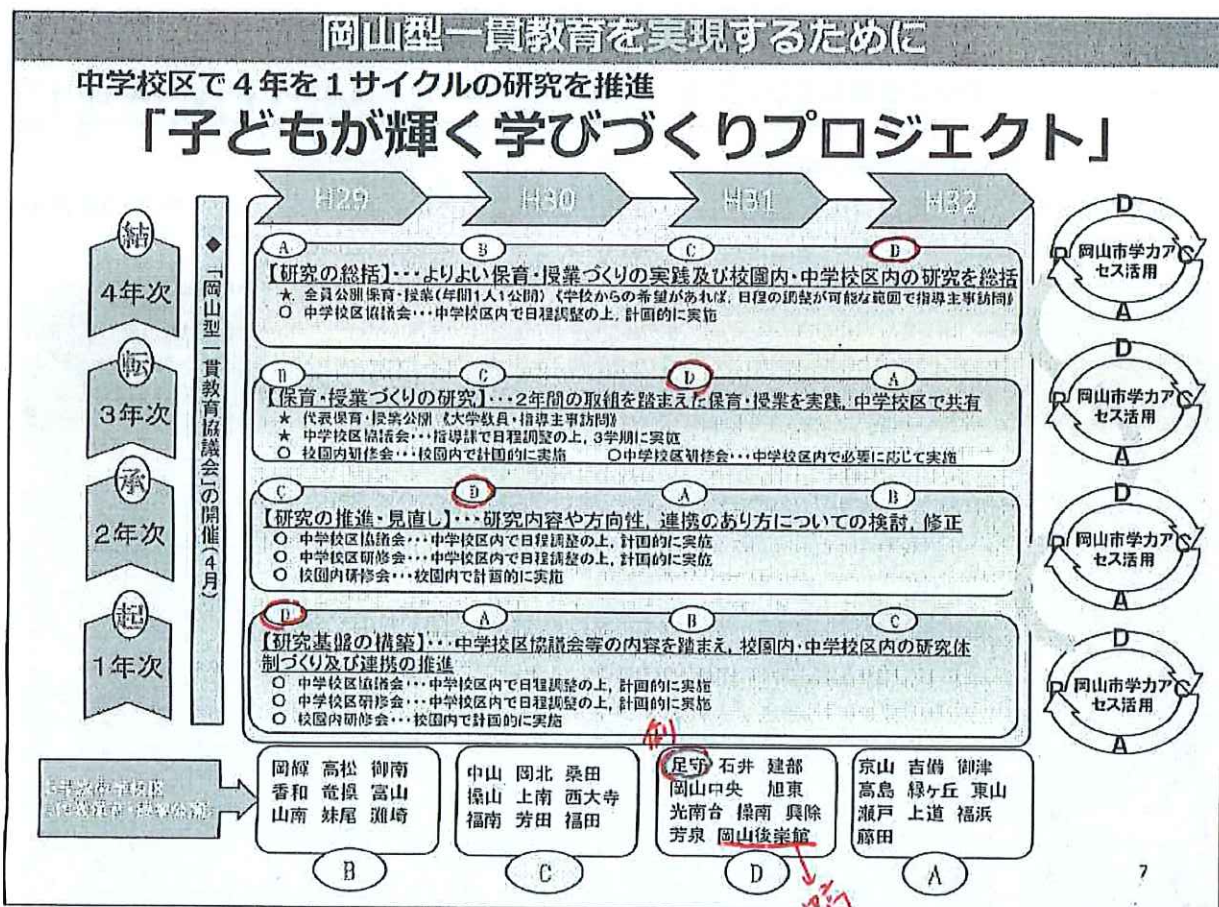 岡山型一貫教育を実現するために
中学校区で４年を１サイクルの研究を推進
「子どもが輝く学びづくりプロジェクト」
H29 H30 H31 H32
結
4年次
転
3年次
承
2年次
起
1年次
◆「岡山型一貫教育協議会」の開催(4月)
A B C D
【研究の総括】･･･よりよい保育・授業づくりの実践及び校園内・中学校区内の研究を総括
★ 全員公開保育・授業(年間1人1公開)《学校からの希望があれば，日程の調整が可能な範囲で指導主事訪問》
○ 中学校区協議会･･･中学校区内で日程調整の上，計画的に実施
B C D A
【保育・授業づくりの研究】･･･2年間の取組を踏まえた保育・授業を実践，中学校区で共有
★ 代表保育・授業公開《大学教員・指導主事訪問》
★ 中学校区協議会･･･指導課で日程調整の上，3学期に実施
○ 校園内研修会･･･校園内で計画的に実施 ○中学校区研修会･･･中学校区内で必要に応じて実施
C D A B
【研究の推進・見直し】･･･研究内容や方向性，連携のあり方についての検討，修正
○ 中学校区協議会･･･中学校区内で日程調整の上，計画的に実施
○ 中学校区研修会･･･中学校区内で日程調整の上，計画的に実施
○ 校園内研修会･･･校園内で計画的に実施
D A B C
【研究基盤の構築】･･･中学校区協議会等の内容を踏まえ，校園内・中学校区内の研究体
制づくり及び連携の推進
○ 中学校区協議会･･･中学校区内で日程調整の上，計画的に実施
○ 中学校区研修会･･･中学校区内で日程調整の上，計画的に実施
○ 校園内研修会･･･校園内で計画的に実施
D
P 岡山市学力ア C
セス活用
A
D
P 岡山市学力ア C
セス活用
A
D
P 岡山市学力ア C
セス活用
A
D
P 岡山市学力ア C
セス活用
A
岡輝 高松 御南
香和 竜操 富山
山南 妹尾 灘崎
B
中山 岡北 桑田
操山 上南 西大寺
福南 芳田 福田
C
例)
足守 石井 建部
岡山中央 旭東
光南台 操南 興除
芳泉 岡山後楽館
D
京山 吉備 御津
高島 緑ヶ丘 東山
瀬戸 上道 福浜
藤田
A
7